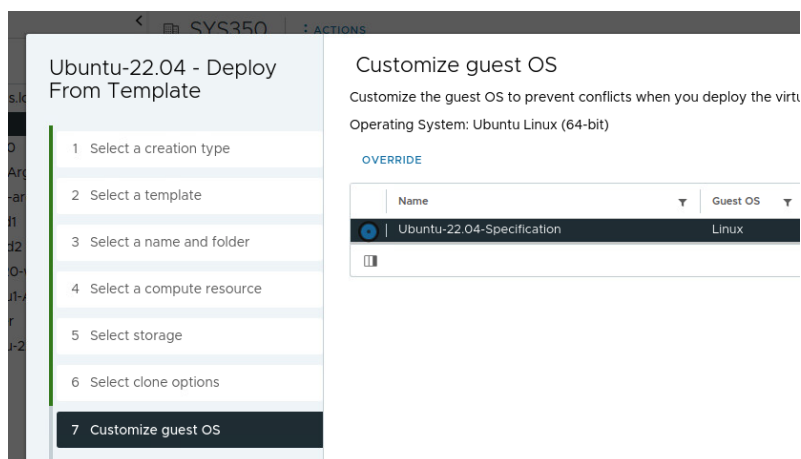 SYS350
ACTIONS
Ubuntu-22.04 - Deploy
From Template
1 Select a creation type
2 Select a template
3 Select a name and folder
4 Select a compute resource
5 Select storage
6 Select clone options
7 Customize guest OS
Customize guest OS
Customize the guest OS to prevent conflicts when you deploy the
Operating System: Ubuntu Linux (64-bit)
OVERRIDE
Name Guest OS
Ubuntu-22.04-Specification Linux